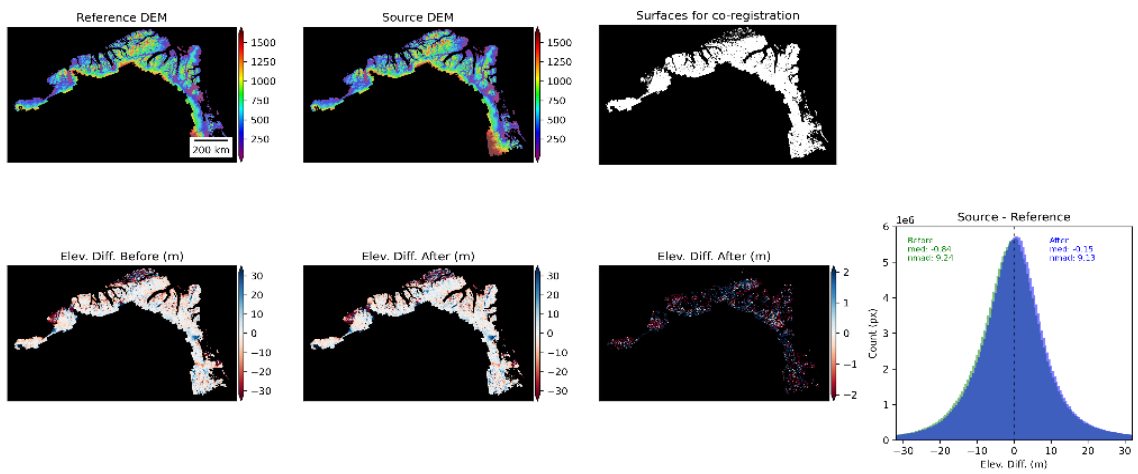 Reference DEM
1500
1250
1000
750
500
250
200 km
Source DEM
1500
1250
1000
750
500
250
Surfaces for co-registration
Elev. Diff. Before (m)
30
20
10
0
−10
−20
−30
Elev. Diff. After (m)
30
20
10
0
−10
−20
−30
Elev. Diff. After (m)
2
1
0
−1
−2
Source - Reference
1e6
Before
med: -0.84
nmad: 9.24
After
med: -0.15
nmad: 9.13
Count (px)
6
5
4
3
2
1
0
−30
−20
−10
0
10
20
30
Elev. Diff. (m)